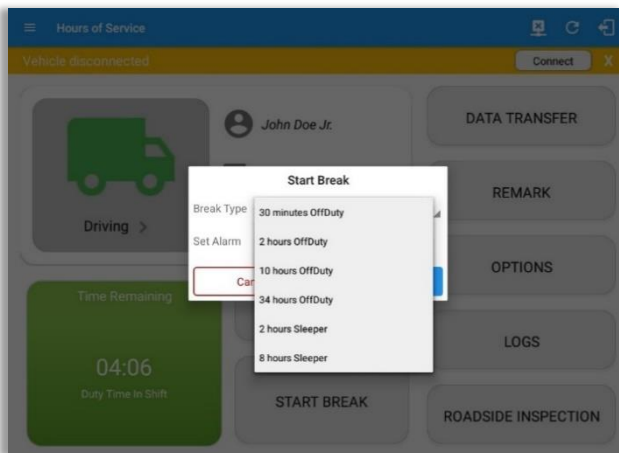 Hours of Service
Vehicle disconnected
Connect
X
John Doe Jr.
Driving >
DATA TRANSFER
REMARK
OPTIONS
LOGS
ROADSIDE INSPECTION
Start Break
Break Type
30 minutes OffDuty
2 hours OffDuty
10 hours OffDuty
34 hours OffDuty
2 hours Sleeper
8 hours Sleeper
Set Alarm
Can
Time Remaining
04:06
Duty Time In Shift
START BREAK